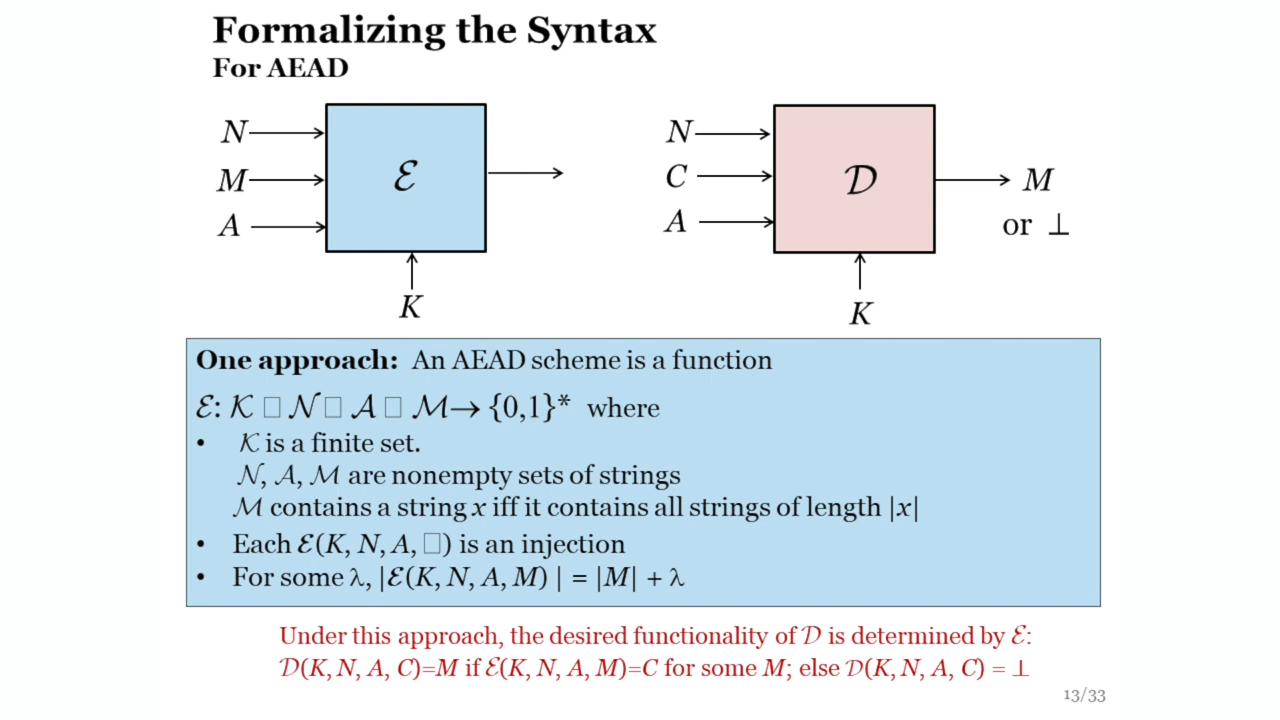 Formalizing the Syntax
For AEAD
N
M
A
ℰ
K
N
C
A
𝒟
M
or ⊥
K
One approach: An AEAD scheme is a function
ℰ: 𝒦 □ 𝒩 □ 𝒜 □ ℳ→ {0,1}* where
• 𝒦 is a finite set.
𝒩, 𝒜, ℳ are nonempty sets of strings
ℳ contains a string x iff it contains all strings of length |x|
• Each ℰ(K, N, A, □) is an injection
• For some λ, |ℰ(K, N, A, M) | = |M| + λ
Under this approach, the desired functionality of 𝒟 is determined by ℰ:
𝒟(K, N, A, C)=M if ℰ(K, N, A, M)=C for some M; else 𝒟(K, N, A, C) = ⊥
13/33